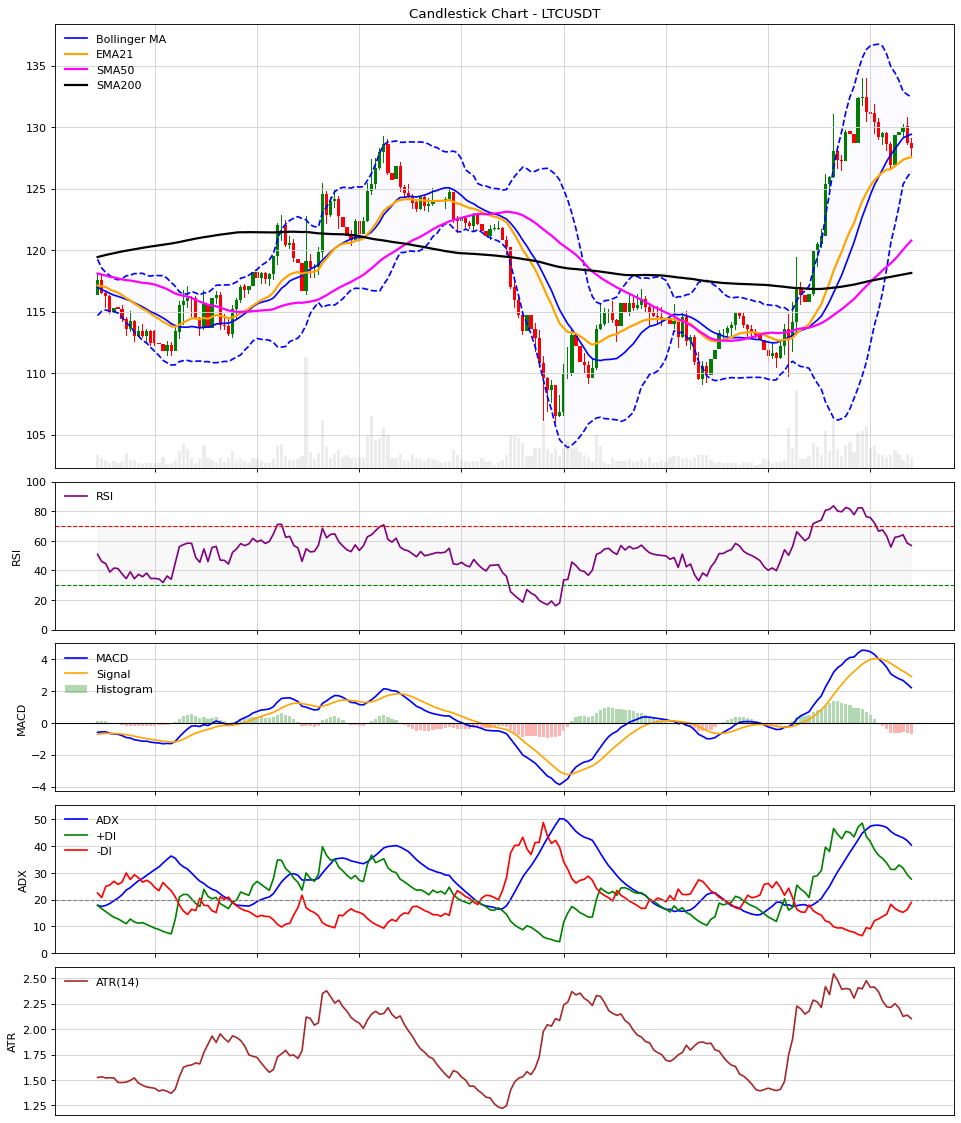 Candlestick Chart - LTCUSDT
Bollinger MA
EMA21
SMA50
SMA200
135
130
125
120
115
110
105
RSI
100
80
60
40
20
0
RSI
MACD
Signal
Histogram
4
2
0
−2
−4
MACD
ADX
+DI
-DI
50
40
30
20
10
0
ADX
ATR(14)
2.50
2.25
2.00
1.75
1.50
1.25
ATR